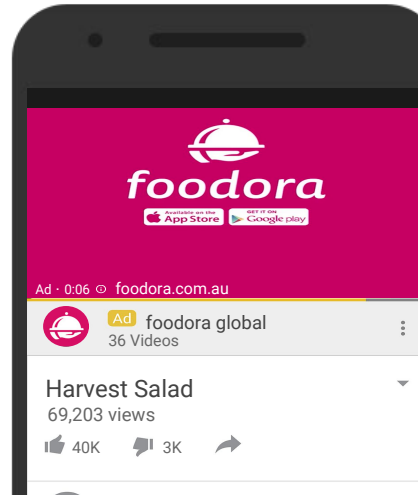 foodora
Available on the App Store GET IT ON Google play
Ad · 0:06 foodora.com.au
Ad foodora global
36 Videos
Harvest Salad
69,203 views
40K 3K